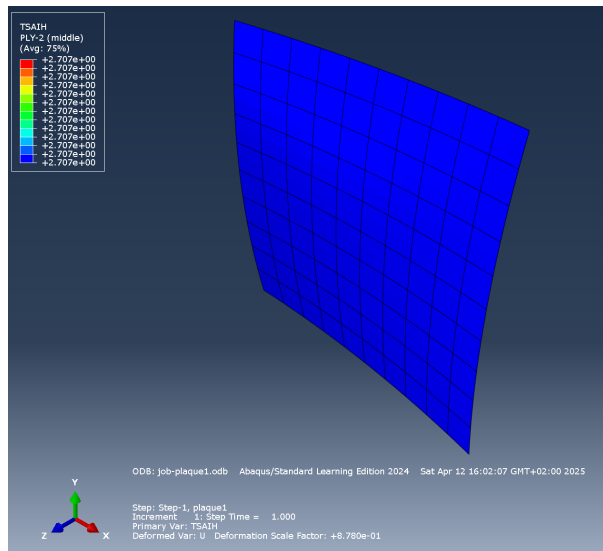 TSAIH
PLY-2 (middle)
(Avg: 75%)
+2.707e+00
+2.707e+00
+2.707e+00
+2.707e+00
+2.707e+00
+2.707e+00
+2.707e+00
+2.707e+00
+2.707e+00
+2.707e+00
+2.707e+00
+2.707e+00
ODB: job-plaque1.odb Abaqus/Standard Learning Edition 2024 Sat Apr 12 16:02:07 GMT+02:00 2025
Y
Z
X
Step: Step-1, plaque1
Increment 1: Step Time = 1.000
Primary Var: TSAIH
Deformed Var: U Deformation Scale Factor: +8.780e-01